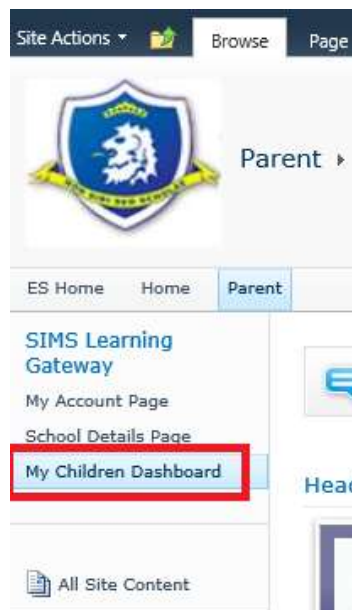 Site Actions Browse Page
Parent
ES Home Home Parent
SIMS Learning
Gateway
My Account Page
School Details Page
My Children Dashboard
Head
All Site Content